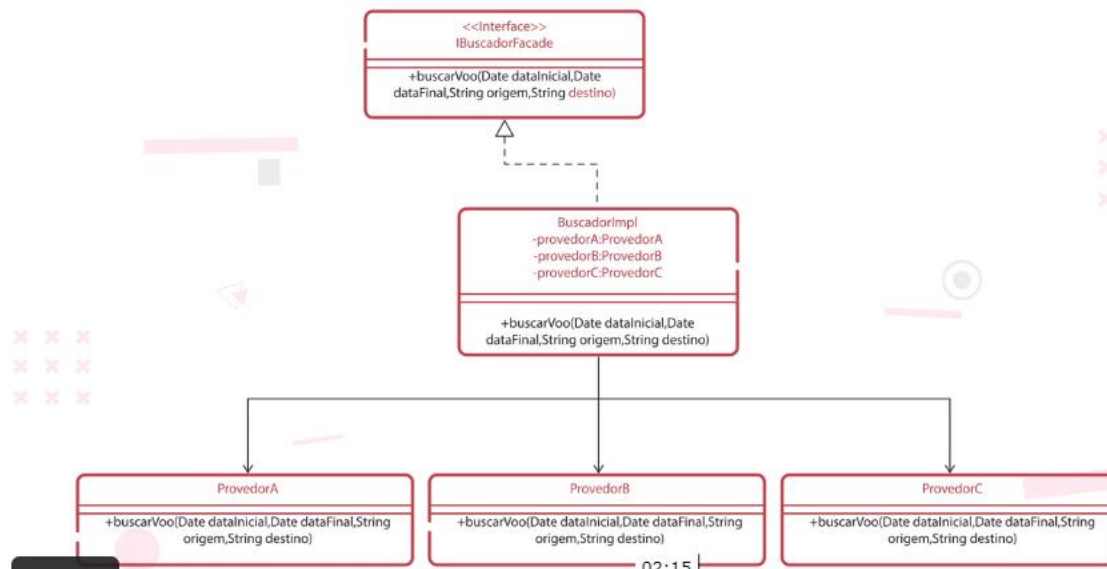 <<Interface>>
IBuscadorFacade
+buscarVoo(Date dataInicial,Date
dataFinal,String origem,String destino)
BuscadorImpl
-provedorA:ProvedorA
-provedorB:ProvedorB
-provedorC:ProvedorC
+buscarVoo(Date dataInicial,Date
dataFinal,String origem,String destino)
ProvedorA
+buscarVoo(Date dataInicial,Date dataFinal,String
origem,String destino)
ProvedorB
+buscarVoo(Date dataInicial,Date dataFinal,String
origem,String destino)
ProvedorC
+buscarVoo(Date dataInicial,Date dataFinal,String
origem,String destino)
02:15